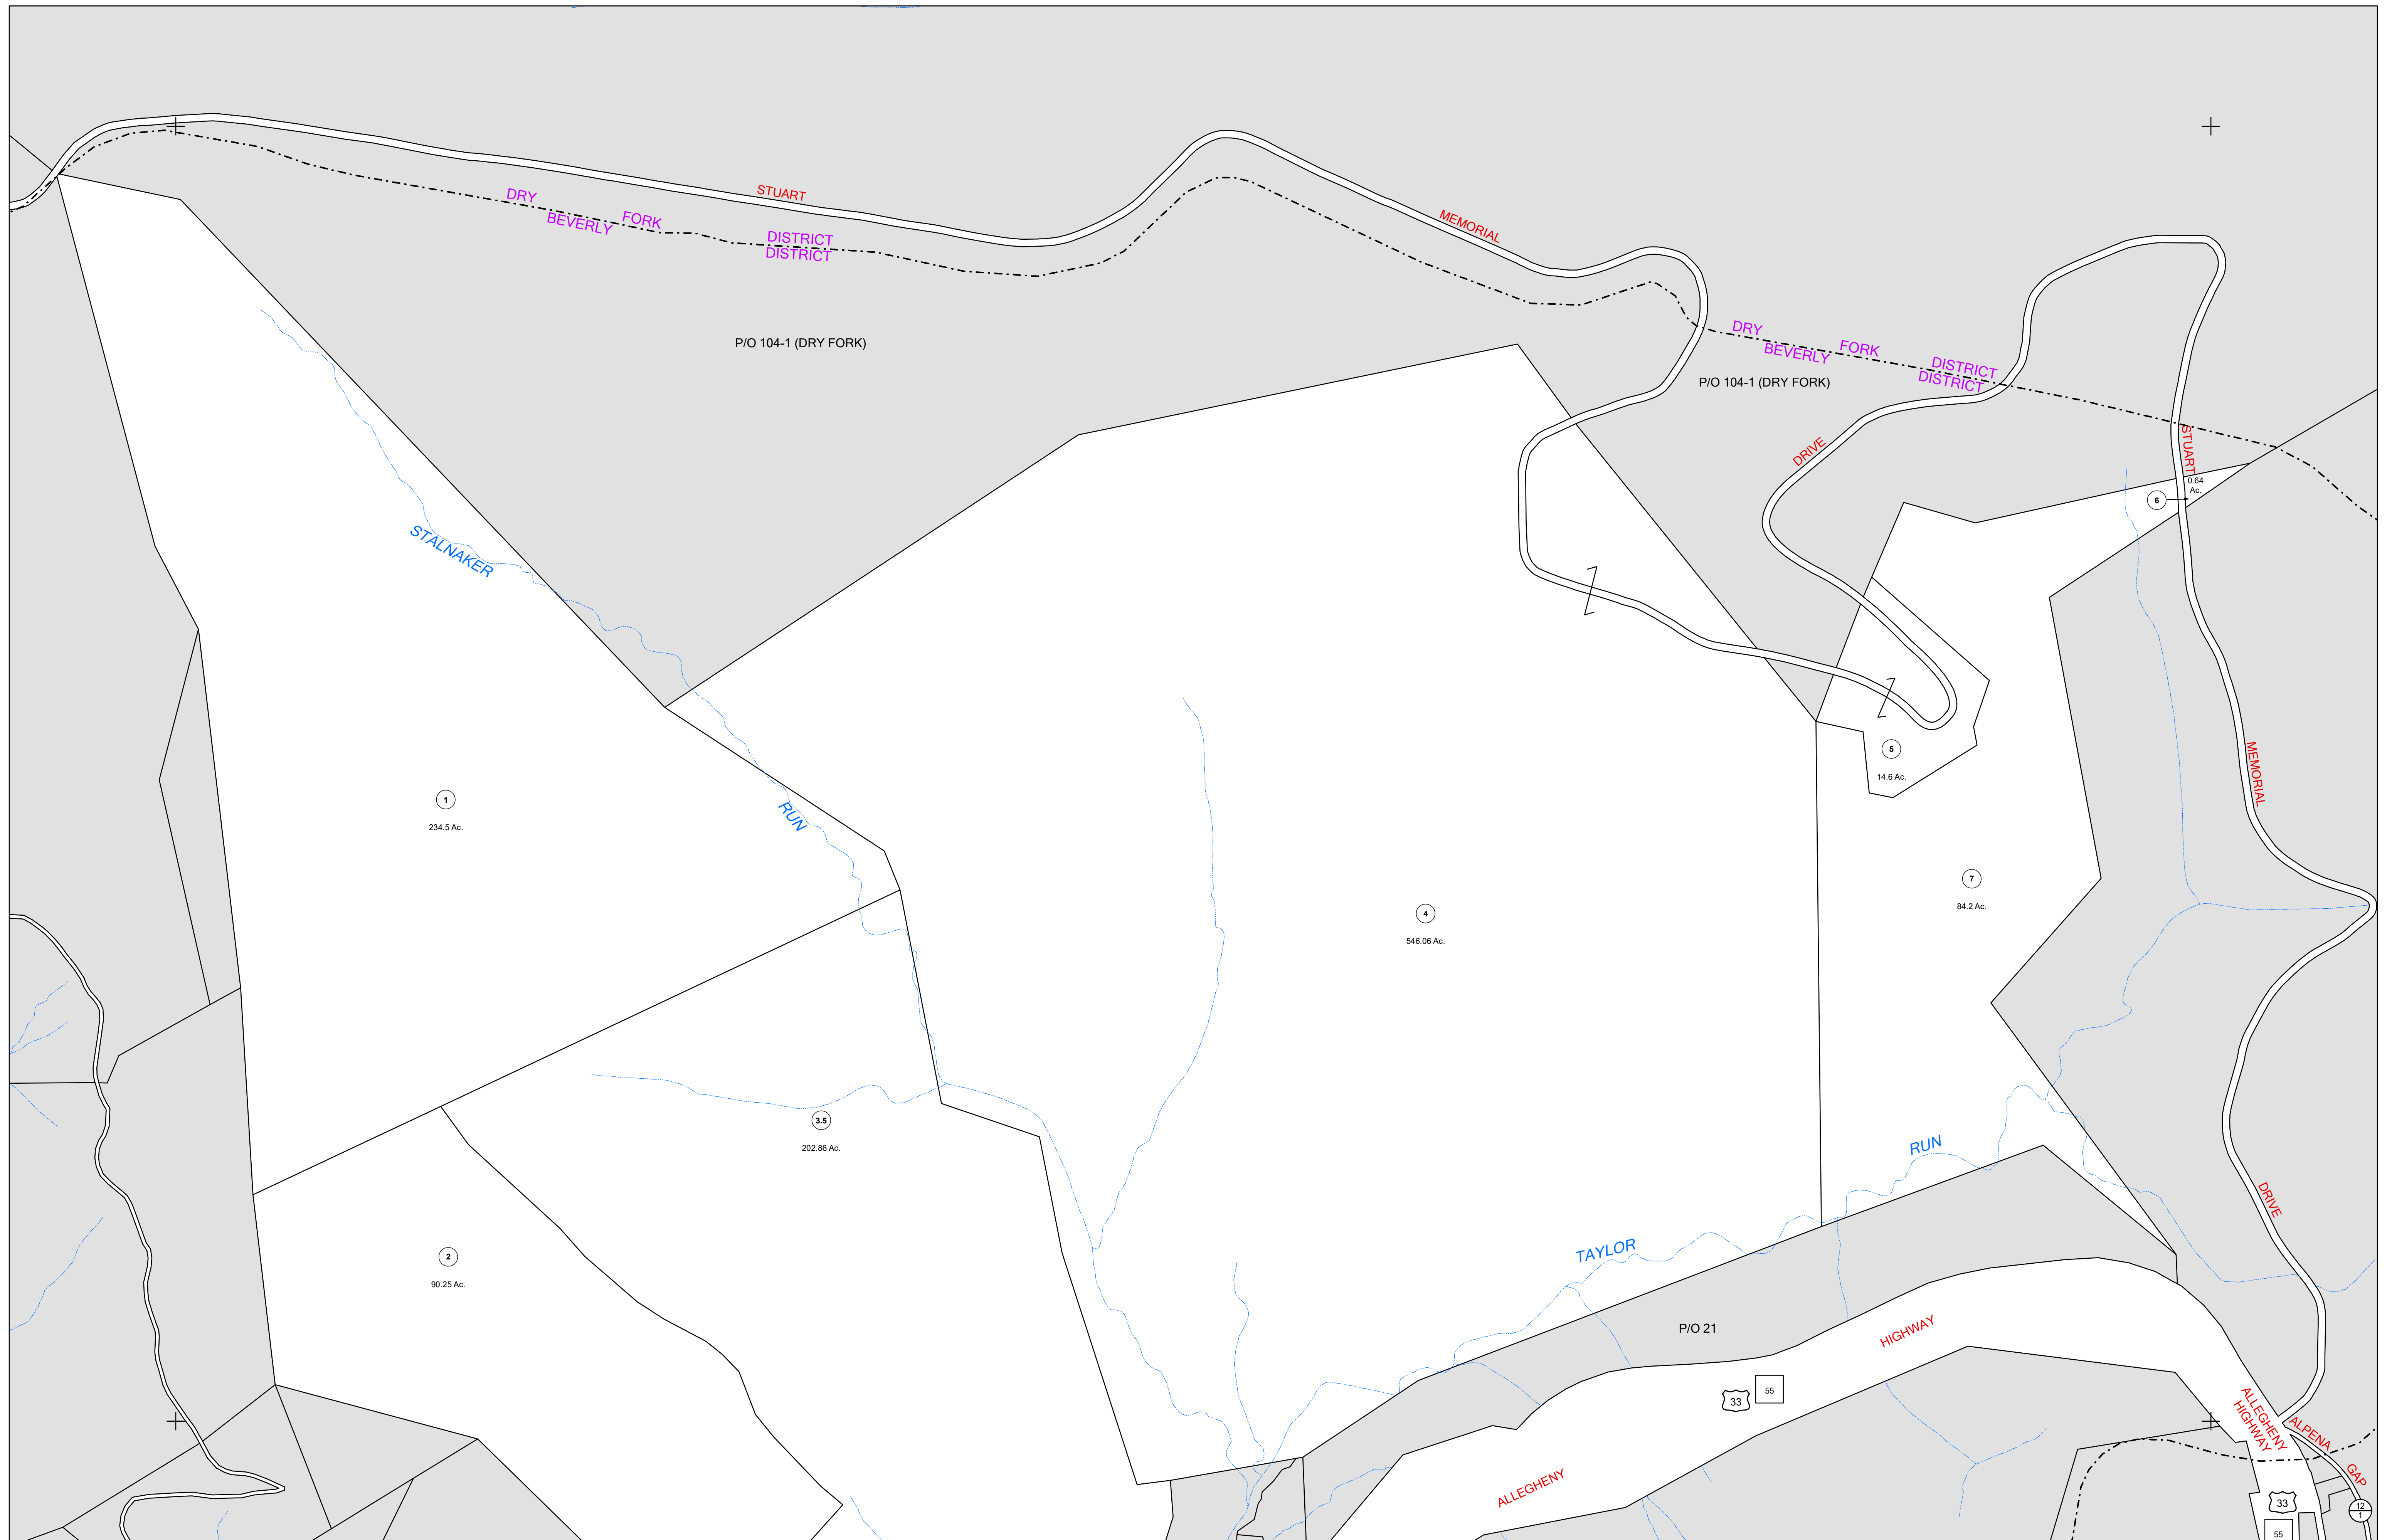 STUART
MEMORIAL
DRY
FORK
DISTRICT
BEVERLY
DISTRICT
P/O 104-1 (DRY FORK)
DRY
FORK
DISTRICT
BEVERLY
DISTRICT
P/O 104-1 (DRY FORK)
DRIVE
STUART
0.64
Ac.
6
STALNAKER
RUN
5
14.6 Ac.
MEMORIAL
1
234.5 Ac.
4
546.06 Ac.
7
84.2 Ac.
3.5
202.86 Ac.
RUN
TAYLOR
DRIVE
2
90.25 Ac.
P/O 21
HIGHWAY
33
55
ALLEGHENY
ALLEGHENY
HIGHWAY
ALPENA
GAP
33
55
12
1